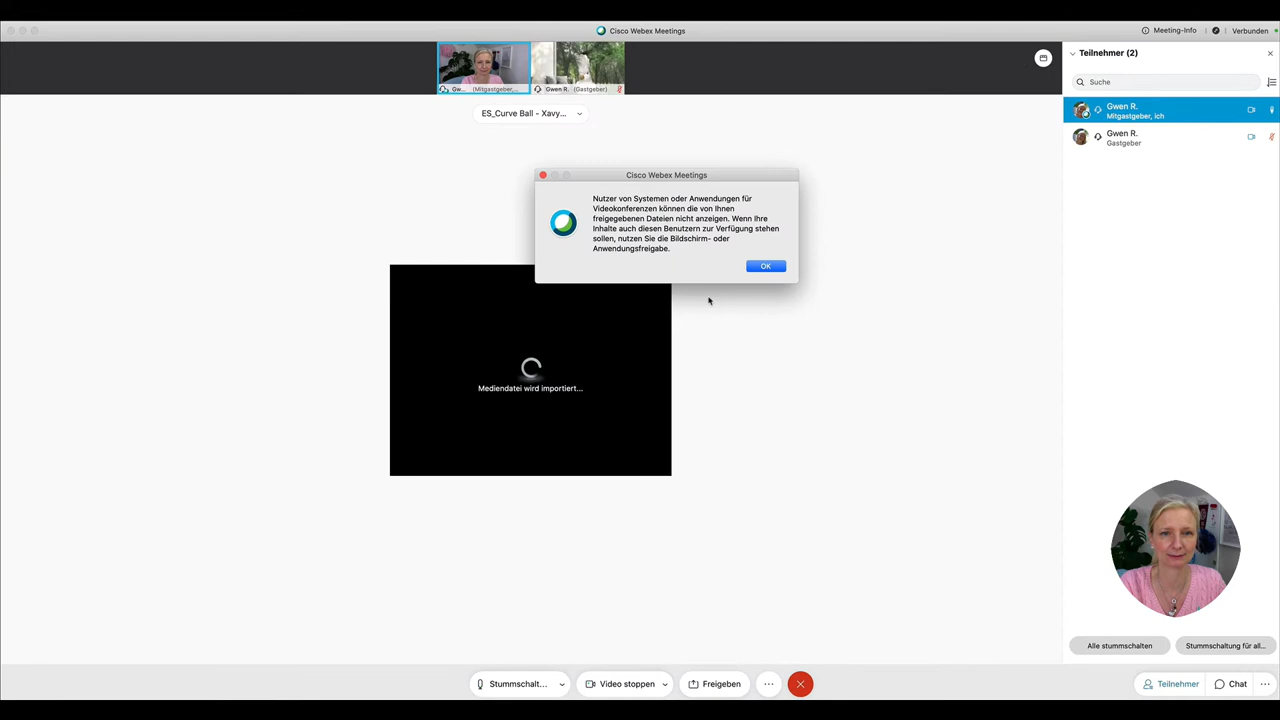 Cisco Webex Meetings
Meeting-Info
Verbunden
Gw... (Mitgastgeber,...
Gwen R. (Gastgeber)
Teilnehmer (2)
Suche
ES_Curve Ball - Xavy...
Gwen R.
Mitgastgeber, ich
Gwen R.
Gastgeber
Cisco Webex Meetings
Nutzer von Systemen oder Anwendungen für
Videokonferenzen können die von Ihnen
freigegebenen Dateien nicht anzeigen. Wenn Ihre
Inhalte auch diesen Benutzern zur Verfügung stehen
sollen, nutzen Sie die Bildschirm- oder
Anwendungsfreigabe.
OK
Mediendatei wird importiert...
Alle stummschalten
Stummschaltung für all...
Stummschalt...
Video stoppen
Freigeben
Teilnehmer
Chat